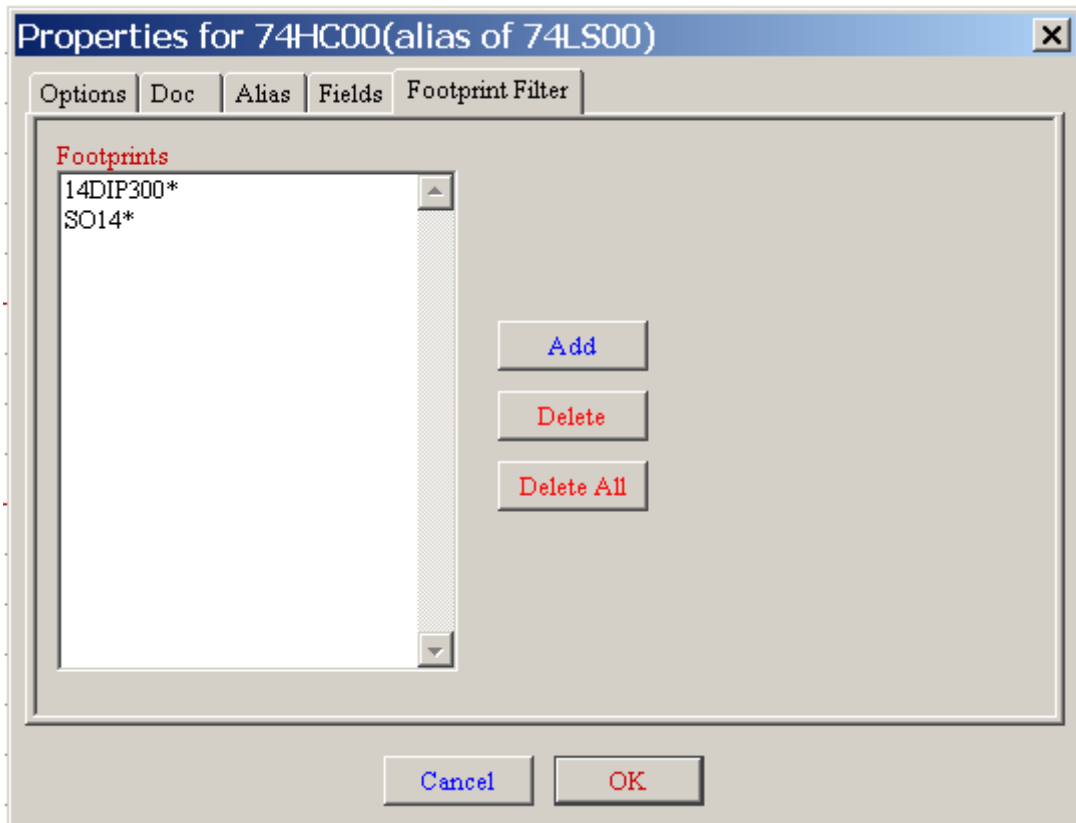 Properties for 74HC00(alias of 74LS00)
Options Doc Alias Fields Footprint Filter
Footprints
14DIP300*
SO14*
Add
Delete
Delete All
Cancel OK